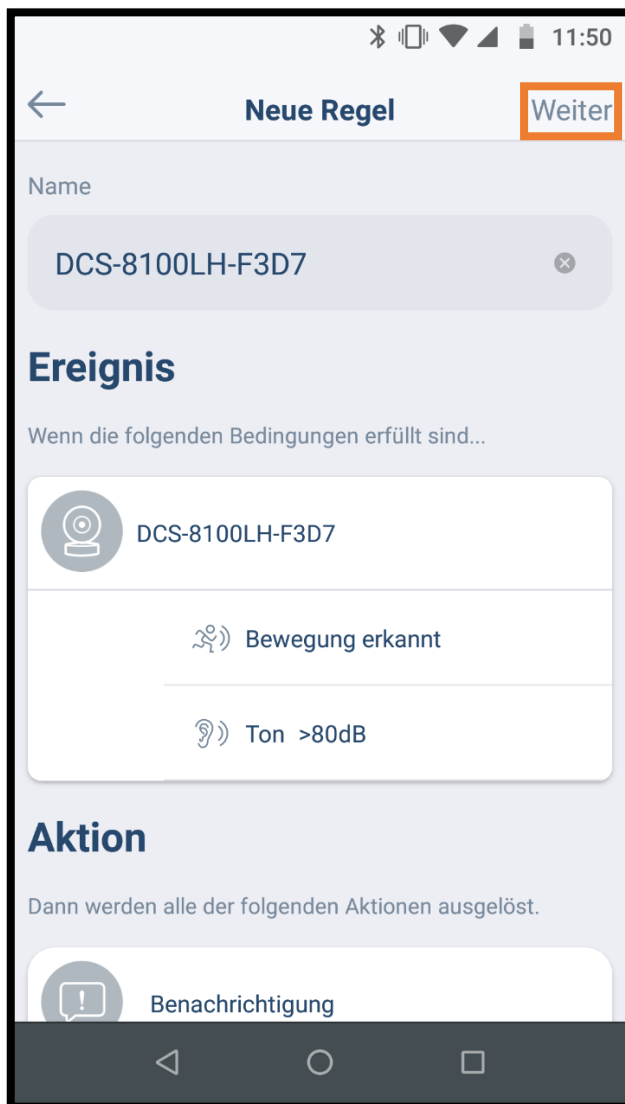 11:50
Neue Regel
Weiter
Name
DCS-8100LH-F3D7
Ereignis
Wenn die folgenden Bedingungen erfüllt sind...
DCS-8100LH-F3D7
Bewegung erkannt
Ton >80dB
Aktion
Dann werden alle der folgenden Aktionen ausgelöst.
Benachrichtigung